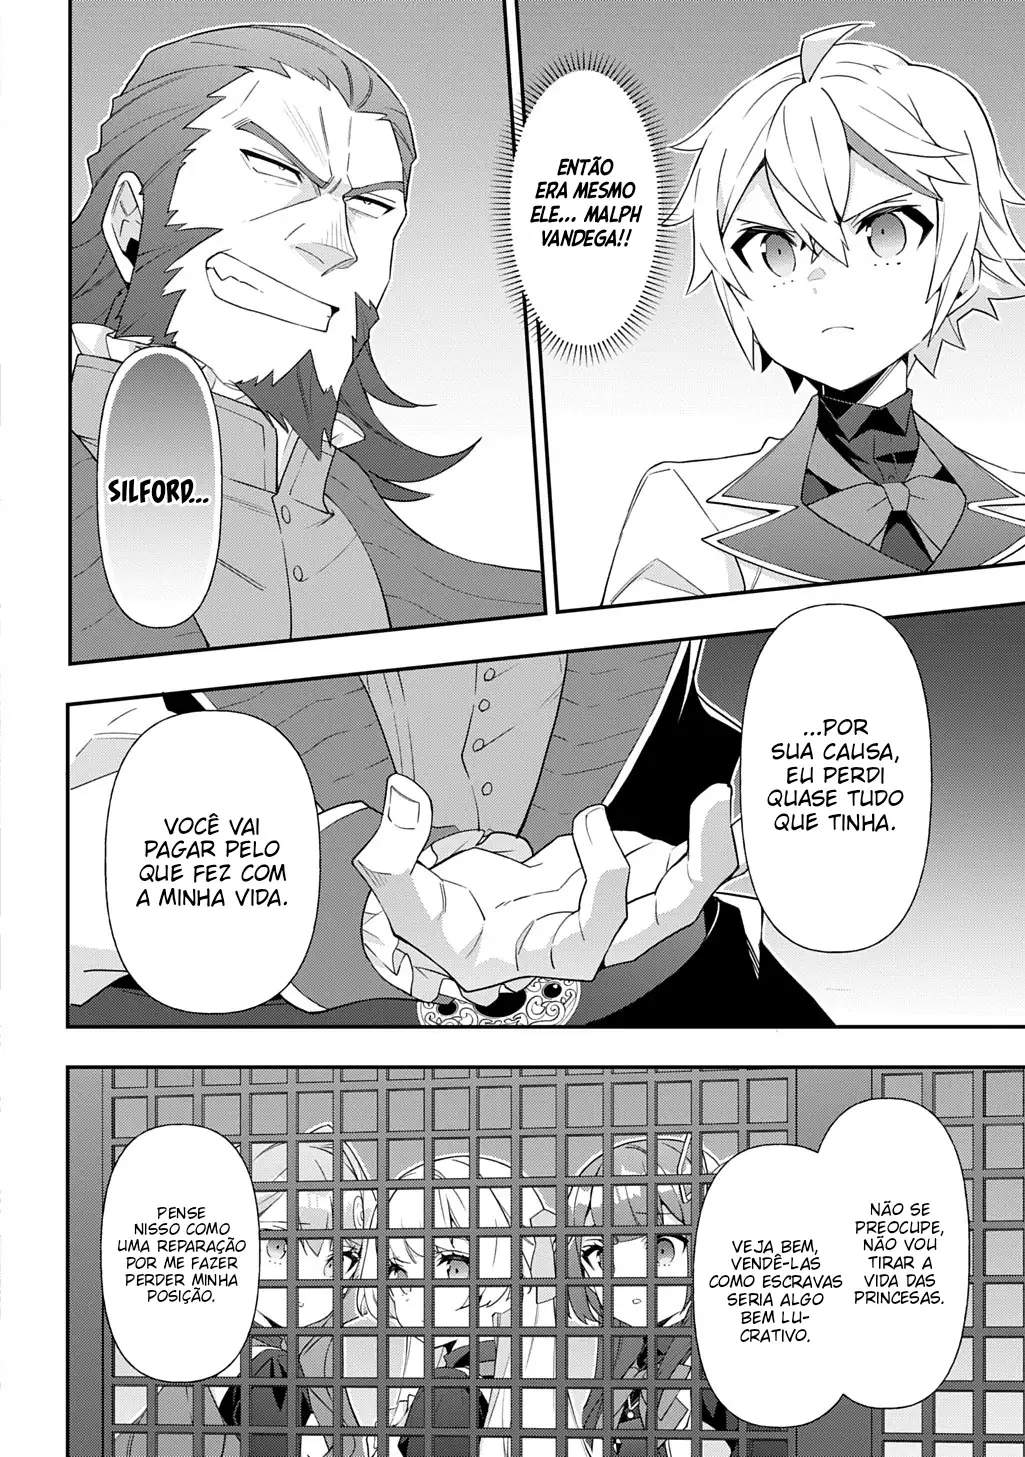 ENTÃO
ERA MESMO
ELE... MALPH
VANDEGA!!
SILFORD...
...POR
SUA CAUSA,
EU PERDI
QUASE TUDO
QUE TINHA.
VOCÊ VAI
PAGAR PELO
QUE FEZ COM
A MINHA VIDA.
NÃO SE
PREOCUPE,
NÃO VOU
TIRAR A
VIDA DAS
PRINCESAS.
VEJA BEM,
VENDÊ-LAS
COMO ESCRAVAS
SERIA ALGO
BEM LU-
CRATIVO.
PENSE
NISSO COMO
UMA REPARAÇÃO
POR ME FAZER
PERDER MINHA
POSIÇÃO.